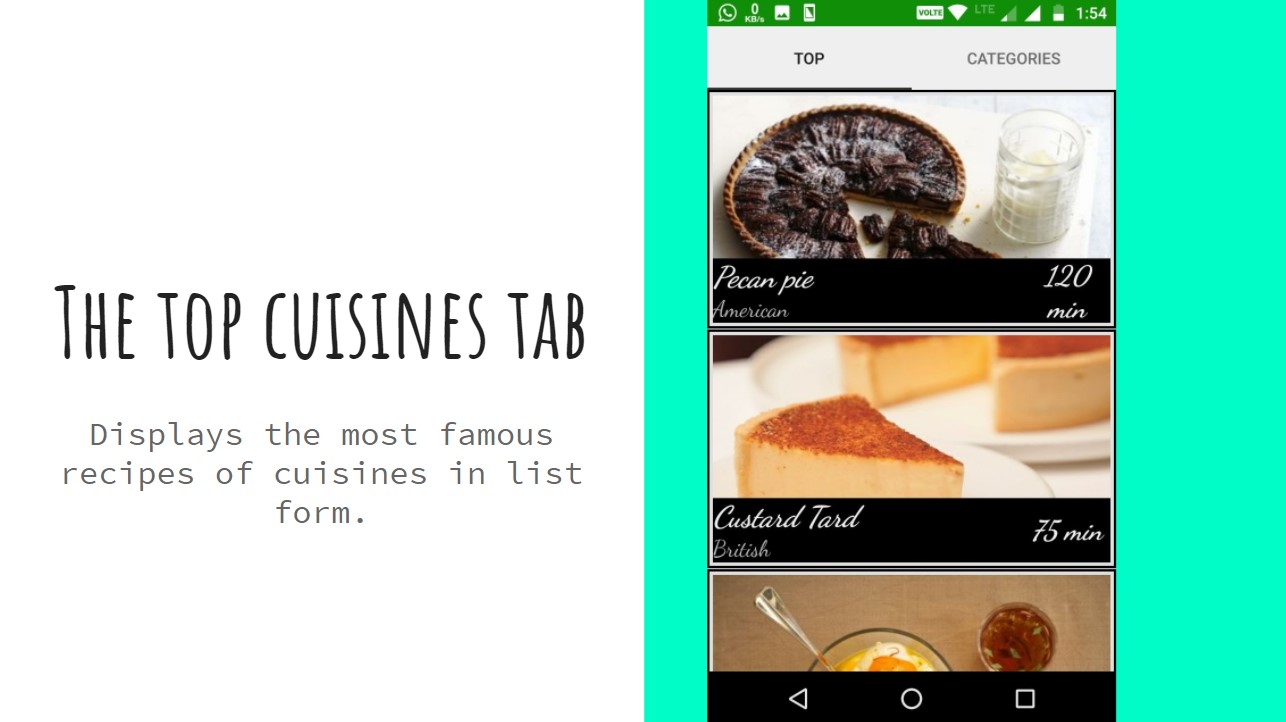 The top cuisines tab
Displays the most famous
recipes of cuisines in list
form.
0
KB/s
VOLTE
LTE
1:54
TOP
CATEGORIES
Pecan pie
American
120
min
Custard Tard
British
75 min